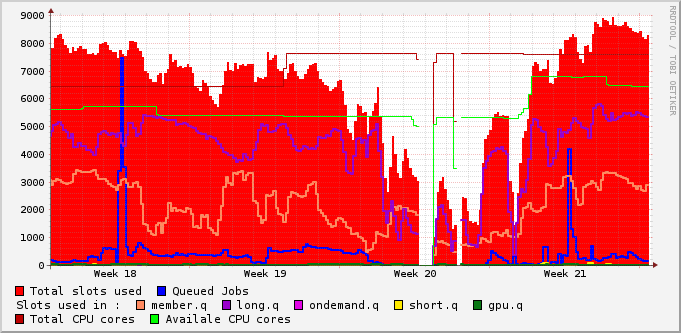 RRDTOOL / TOBI OETIKER
9000
8000
7000
6000
5000
4000
3000
2000
1000
0
Week 18 Week 19 Week 20 Week 21
Total slots used Queued Jobs
Slots used in : member.q long.q ondemand.q short.q gpu.q
Total CPU cores Availale CPU cores